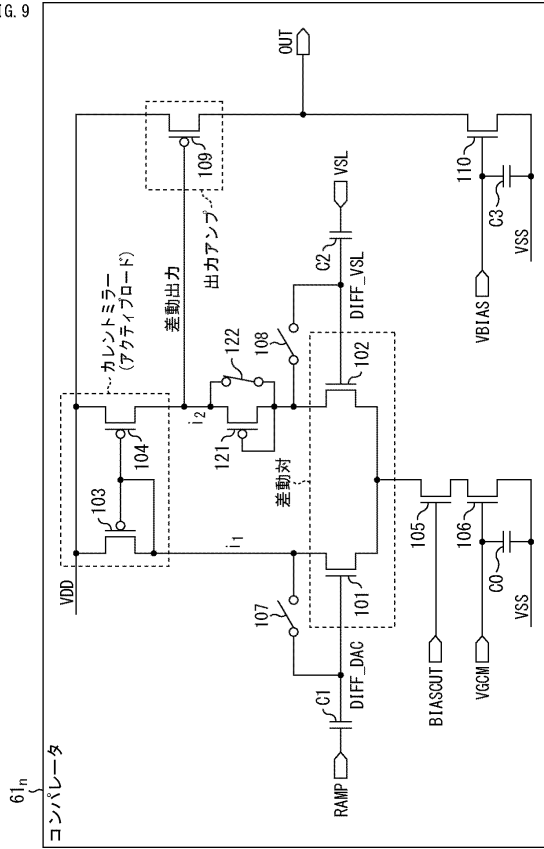 IG. 9
61n
コンパレータ
VDD
カレントミラー
(アクティブロード)
103
104
109
差動出力
出力アンプ
OUT
i1
i2
121
122
107
108
差動対
101
102
RAMP
C1
DIFF_DAC
DIFF_VSL
C2
VSL
BIASCUT
VGCM
105
106
C0
VSS
VBIAS
110
C3
VSS